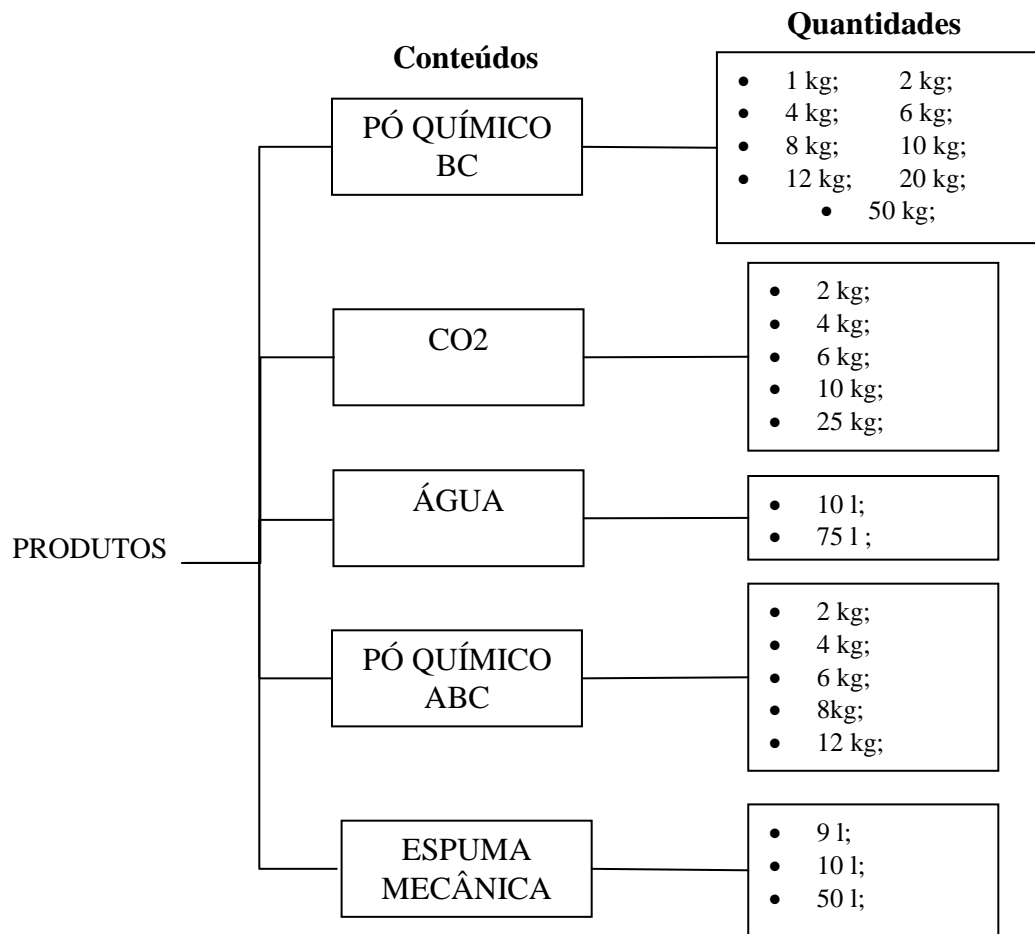 Quantidades
Conteúdos
PÓ QUÍMICO
BC
• 1 kg; 2 kg;
• 4 kg; 6 kg;
• 8 kg; 10 kg;
• 12 kg; 20 kg;
• 50 kg;
CO2
• 2 kg;
• 4 kg;
• 6 kg;
• 10 kg;
• 25 kg;
ÁGUA
• 10 l;
• 75 l ;
PRODUTOS
PÓ QUÍMICO
ABC
• 2 kg;
• 4 kg;
• 6 kg;
• 8kg;
• 12 kg;
ESPUMA
MECÂNICA
• 9 l;
• 10 l;
• 50 l;